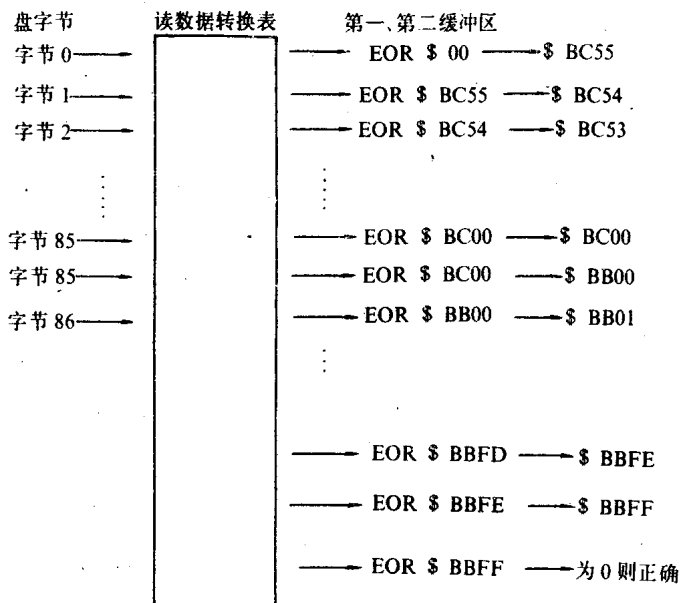 盘字节 读数据转换表 第一、第二缓冲区
字节 0 EOR $ 00 $ BC55
字节 1 EOR $ BC55 $ BC54
字节 2 EOR $ BC54 $ BC53
字节 85 EOR $ BC00 $ BC00
字节 85 EOR $ BC00 $ BB00
字节 86 EOR $ BB00 $ BB01
EOR $ BBFD $ BBFE
EOR $ BBFE $ BBFF
EOR $ BBFF 为 0 则正确